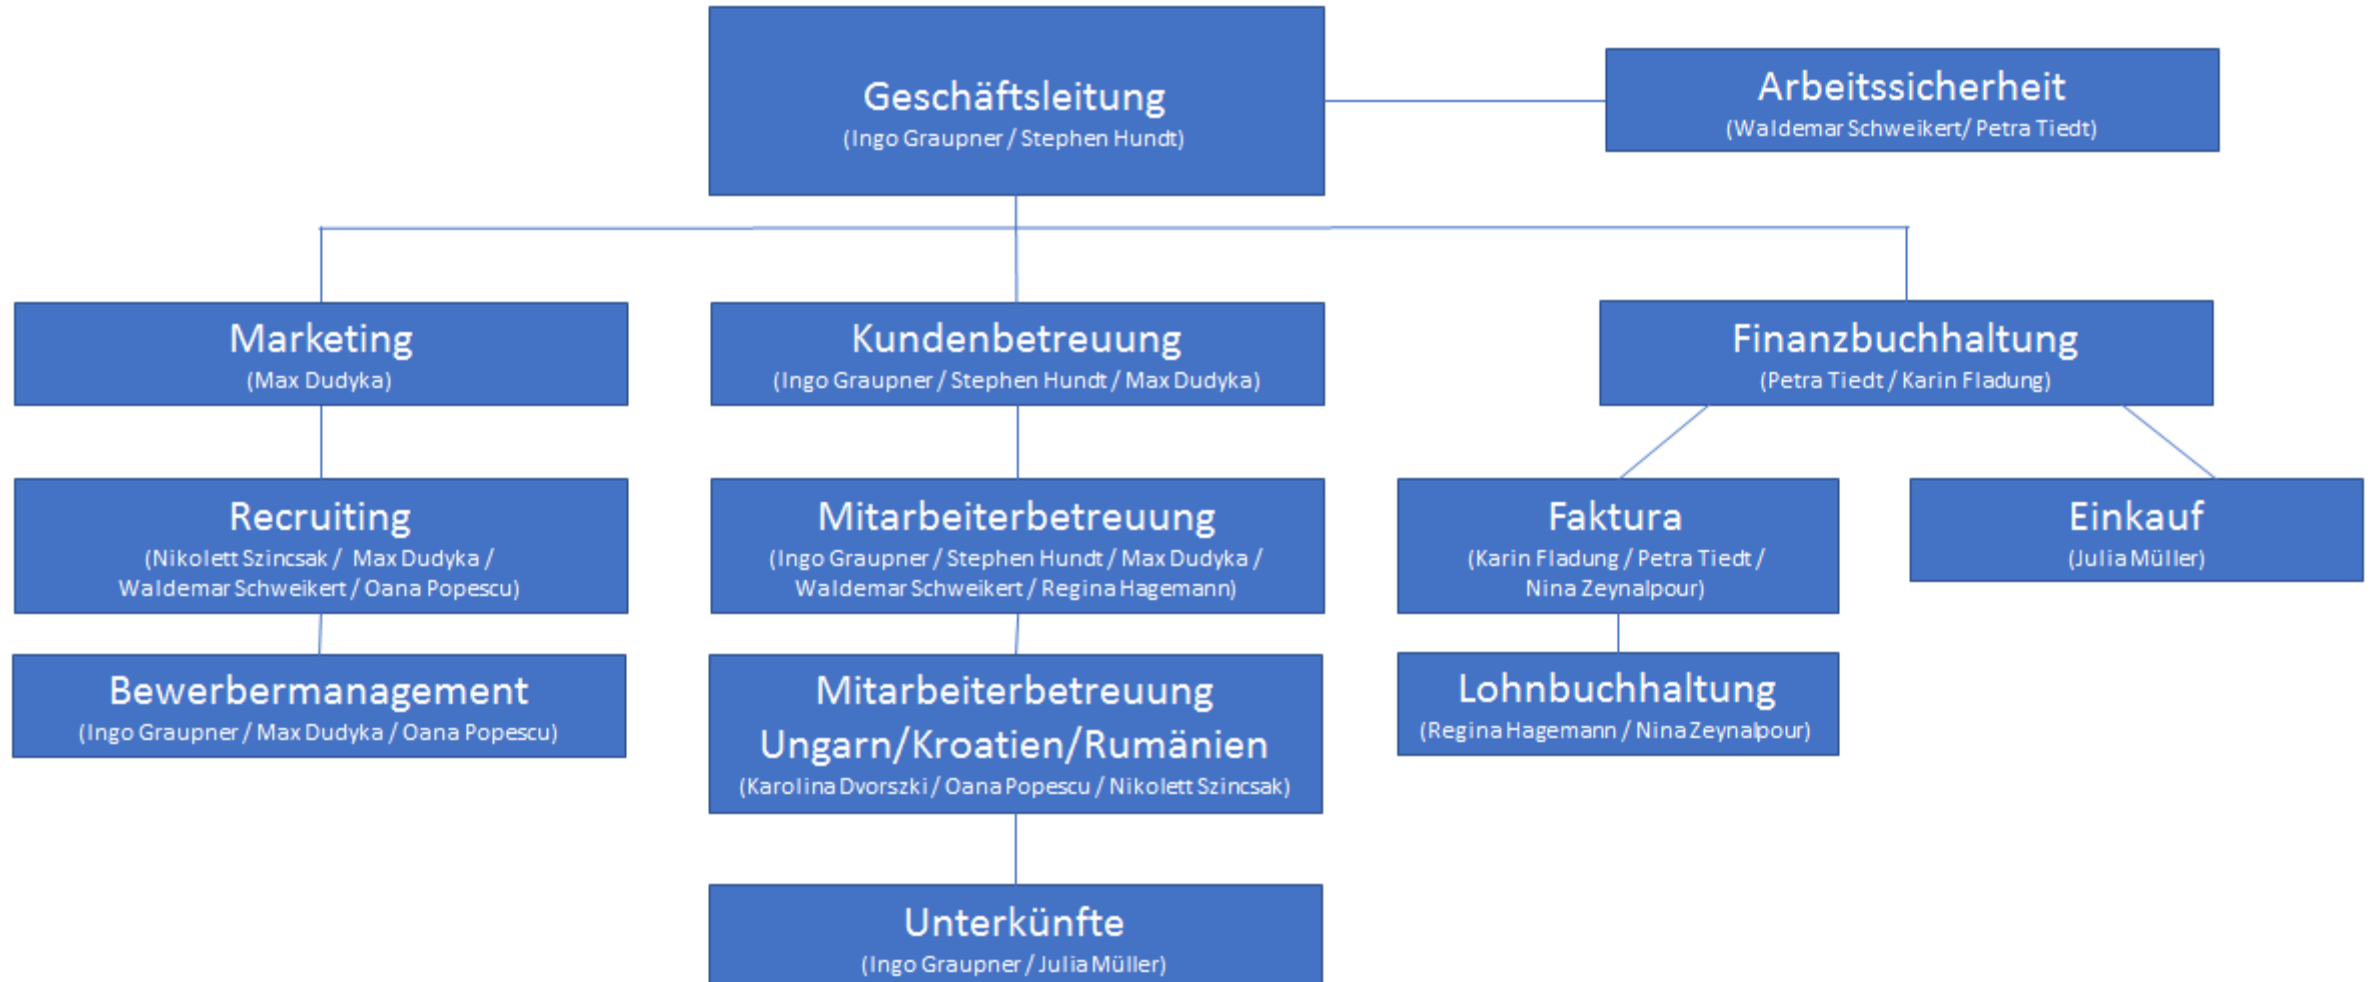 Geschäftsleitung
(Ingo Graupner / Stephen Hundt)
Arbeitssicherheit
(Waldemar Schweikert/ Petra Tiedt)
Marketing
(Max Dudyka)
Kundenbetreuung
(Ingo Graupner / Stephen Hundt / Max Dudyka)
Finanzbuchhaltung
(Petra Tiedt / Karin Fladung)
Recruiting
(Nikolett Szincsak / Max Dudyka /
Waldemar Schweikert / Oana Popescu)
Mitarbeiterbetreuung
(Ingo Graupner / Stephen Hundt / Max Dudyka /
Waldemar Schweikert / Regina Hagemann)
Faktura
(Karin Fladung / Petra Tiedt /
Nina Zeynalpour)
Einkauf
(Julia Müller)
Bewerbermanagement
(Ingo Graupner / Max Dudyka / Oana Popescu)
Mitarbeiterbetreuung
Ungarn/Kroatien/Rumänien
(Karolina Dvorszki / Oana Popescu / Nikolett Szincsak)
Lohnbuchhaltung
(Regina Hagemann / Nina Zeynalpour)
Unterkünfte
(Ingo Graupner / Julia Müller)